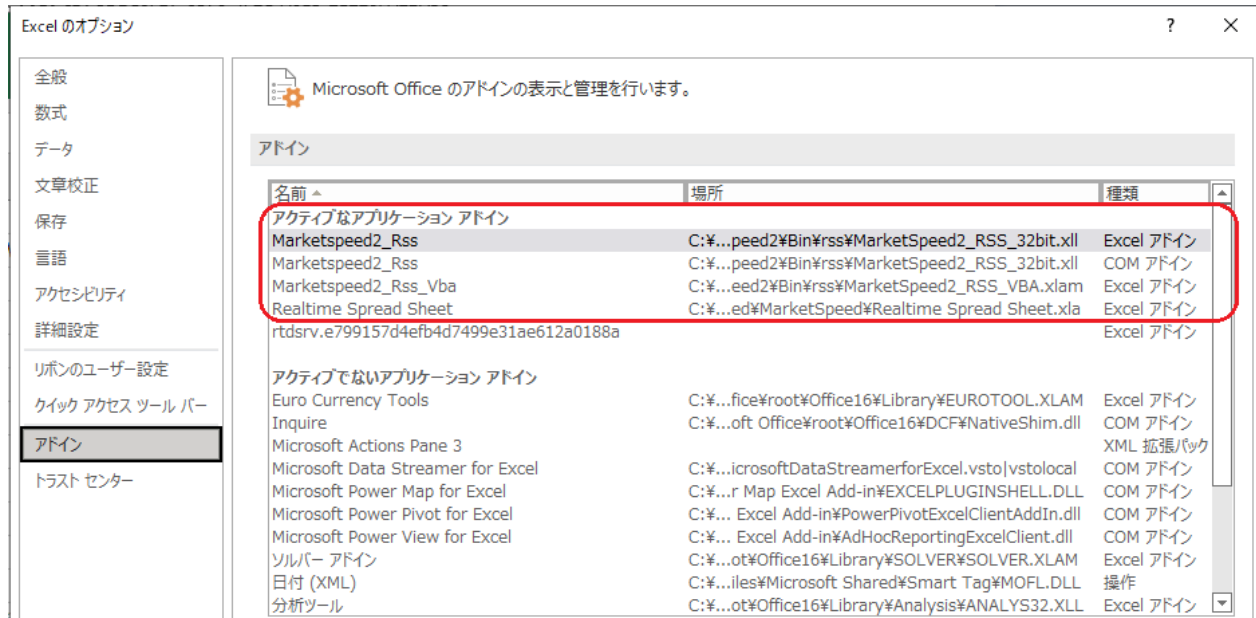 Excel のオプション
? ×
全般
数式
データ
文章校正
保存
言語
アクセシビリティ
詳細設定
リボンのユーザー設定
クイック アクセス ツール バー
アドイン
トラスト センター
Microsoft Office のアドインの表示と管理を行います。
アドイン
名前 場所 種類
アクティブなアプリケーション アドイン
Marketspeed2_Rss C:¥...peed2¥Bin¥rss¥MarketSpeed2_RSS_32bit.xll Excel アドイン
Marketspeed2_Rss C:¥...peed2¥Bin¥rss¥MarketSpeed2_RSS_32bit.xll COM アドイン
Marketspeed2_Rss_Vba C:¥...eed2¥Bin¥rss¥MarketSpeed2_RSS_VBA.xlam Excel アドイン
Realtime Spread Sheet C:¥...ed¥MarketSpeed¥Realtime Spread Sheet.xla Excel アドイン
rtdsrv.e799157d4efb4d7499e31ae612a0188a Excel アドイン
アクティブでないアプリケーション アドイン
Euro Currency Tools C:¥...fice¥root¥Office16¥Library¥EUROTOOL.XLAM Excel アドイン
Inquire C:¥...oft Office¥root¥Office16¥DCF¥NativeShim.dll COM アドイン
Microsoft Actions Pane 3 XML 拡張パック
Microsoft Data Streamer for Excel C:¥...icrosoftDataStreamerforExcel.vsto|vstolocal COM アドイン
Microsoft Power Map for Excel C:¥...r Map Excel Add-in¥EXCELPLUGINSHELL.DLL COM アドイン
Microsoft Power Pivot for Excel C:¥... Excel Add-in¥PowerPivotExcelClientAddIn.dll COM アドイン
Microsoft Power View for Excel C:¥... Excel Add-in¥AdHocReportingExcelClient.dll COM アドイン
ソルバー アドイン C:¥...ot¥Office16¥Library¥SOLVER¥SOLVER.XLAM Excel アドイン
日付 (XML) C:¥...iles¥Microsoft Shared¥Smart Tag¥MOFL.DLL 操作
分析ツール C:¥...ot¥Office16¥Library¥Analysis¥ANALYS32.XLL Excel アドイン